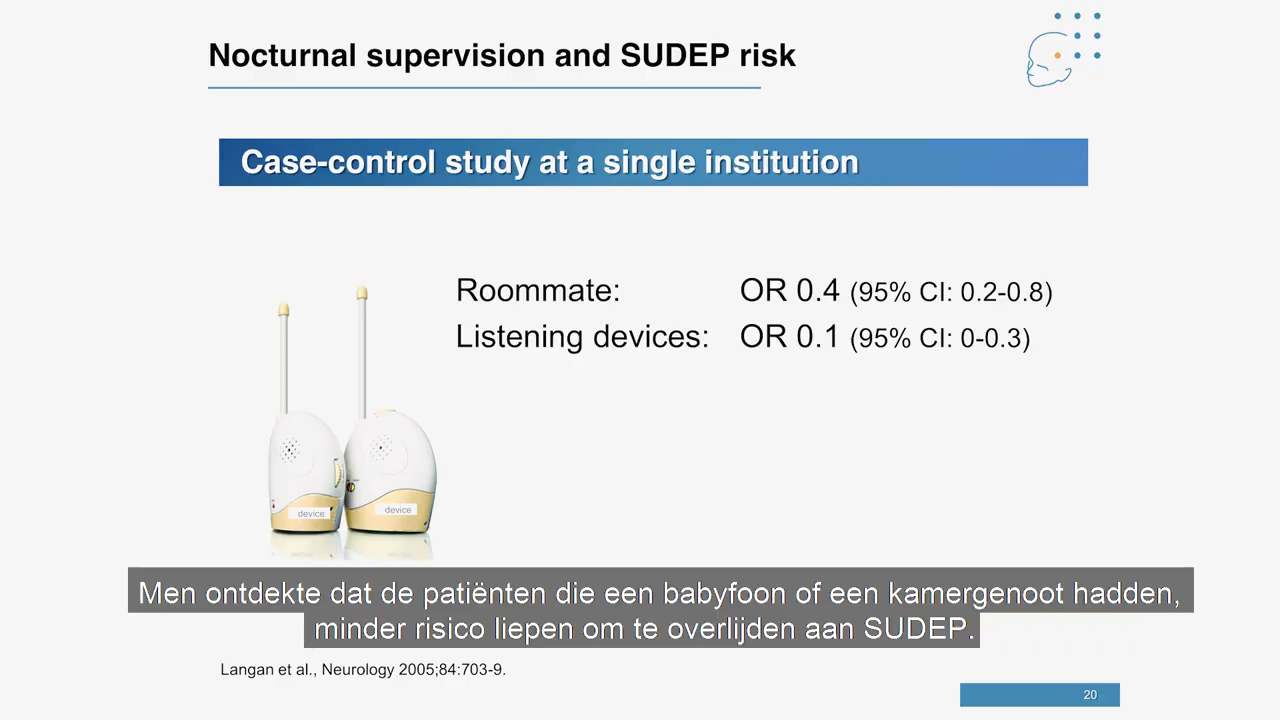 Nocturnal supervision and SUDEP risk
Case-control study at a single institution
Roommate: OR 0.4 (95% CI: 0.2-0.8)
Listening devices: OR 0.1 (95% CI: 0-0.3)
device device
Men ontdekte dat de patiënten die een babyfoon of een kamergenoot hadden,
minder risico liepen om te overlijden aan SUDEP.
Langan et al., Neurology 2005;84:703-9.
20